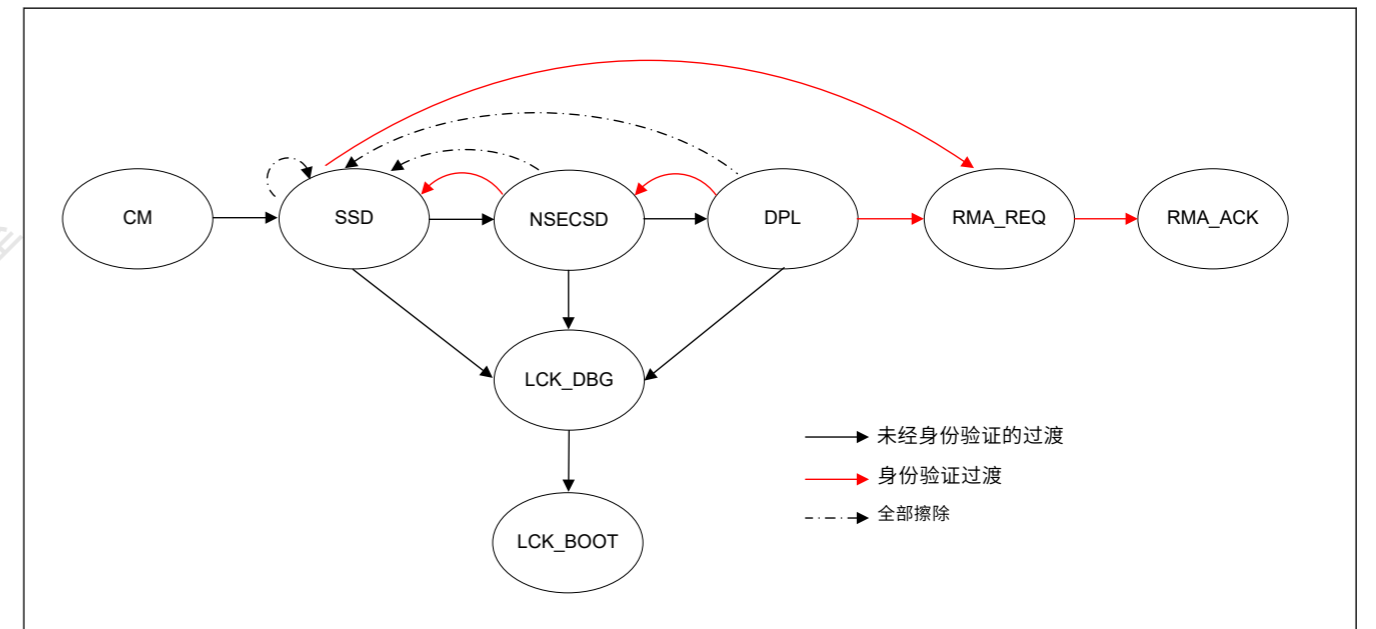 CM
SSD
NSECSD
DPL
RMA_REQ
RMA_ACK
LCK_DBG
LCK_BOOT
未经身份验证的过渡
身份验证过渡
全部擦除